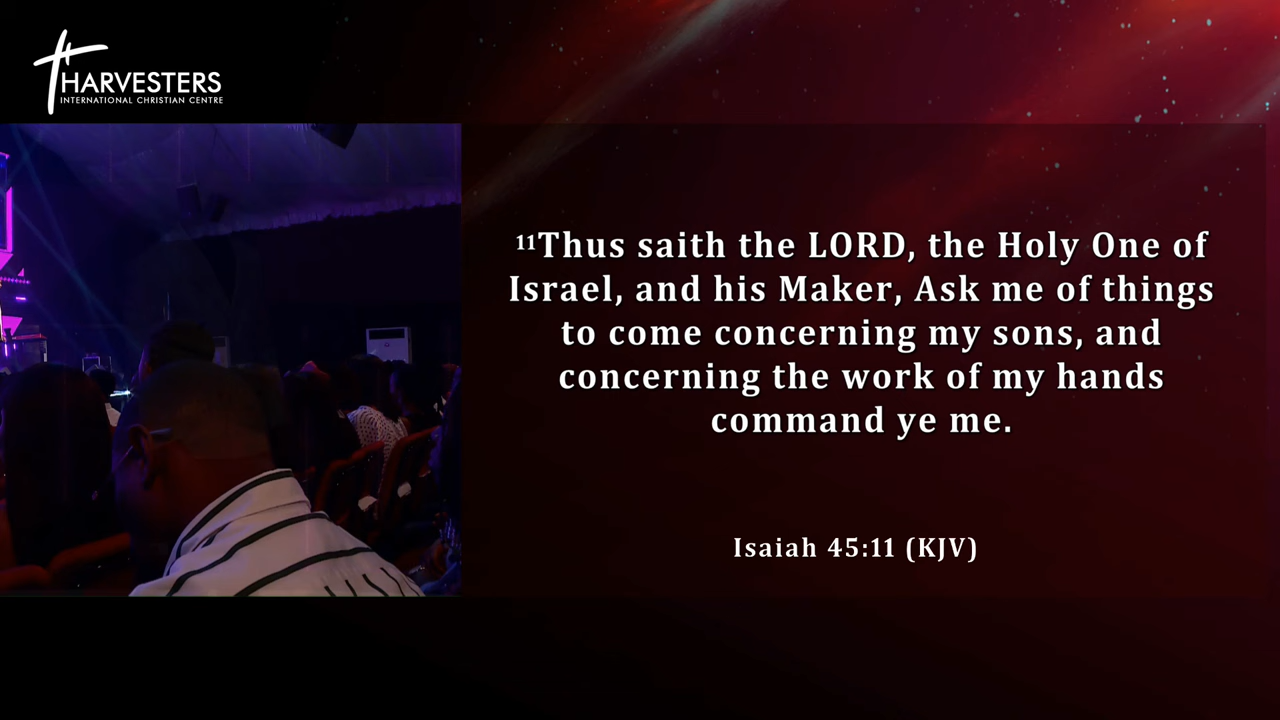 HARVESTERS
INTERNATIONAL CHRISTIAN CENTRE
¹¹Thus saith the LORD, the Holy One of
Israel, and his Maker, Ask me of things
to come concerning my sons, and
concerning the work of my hands
command ye me.
Isaiah 45:11 (KJV)